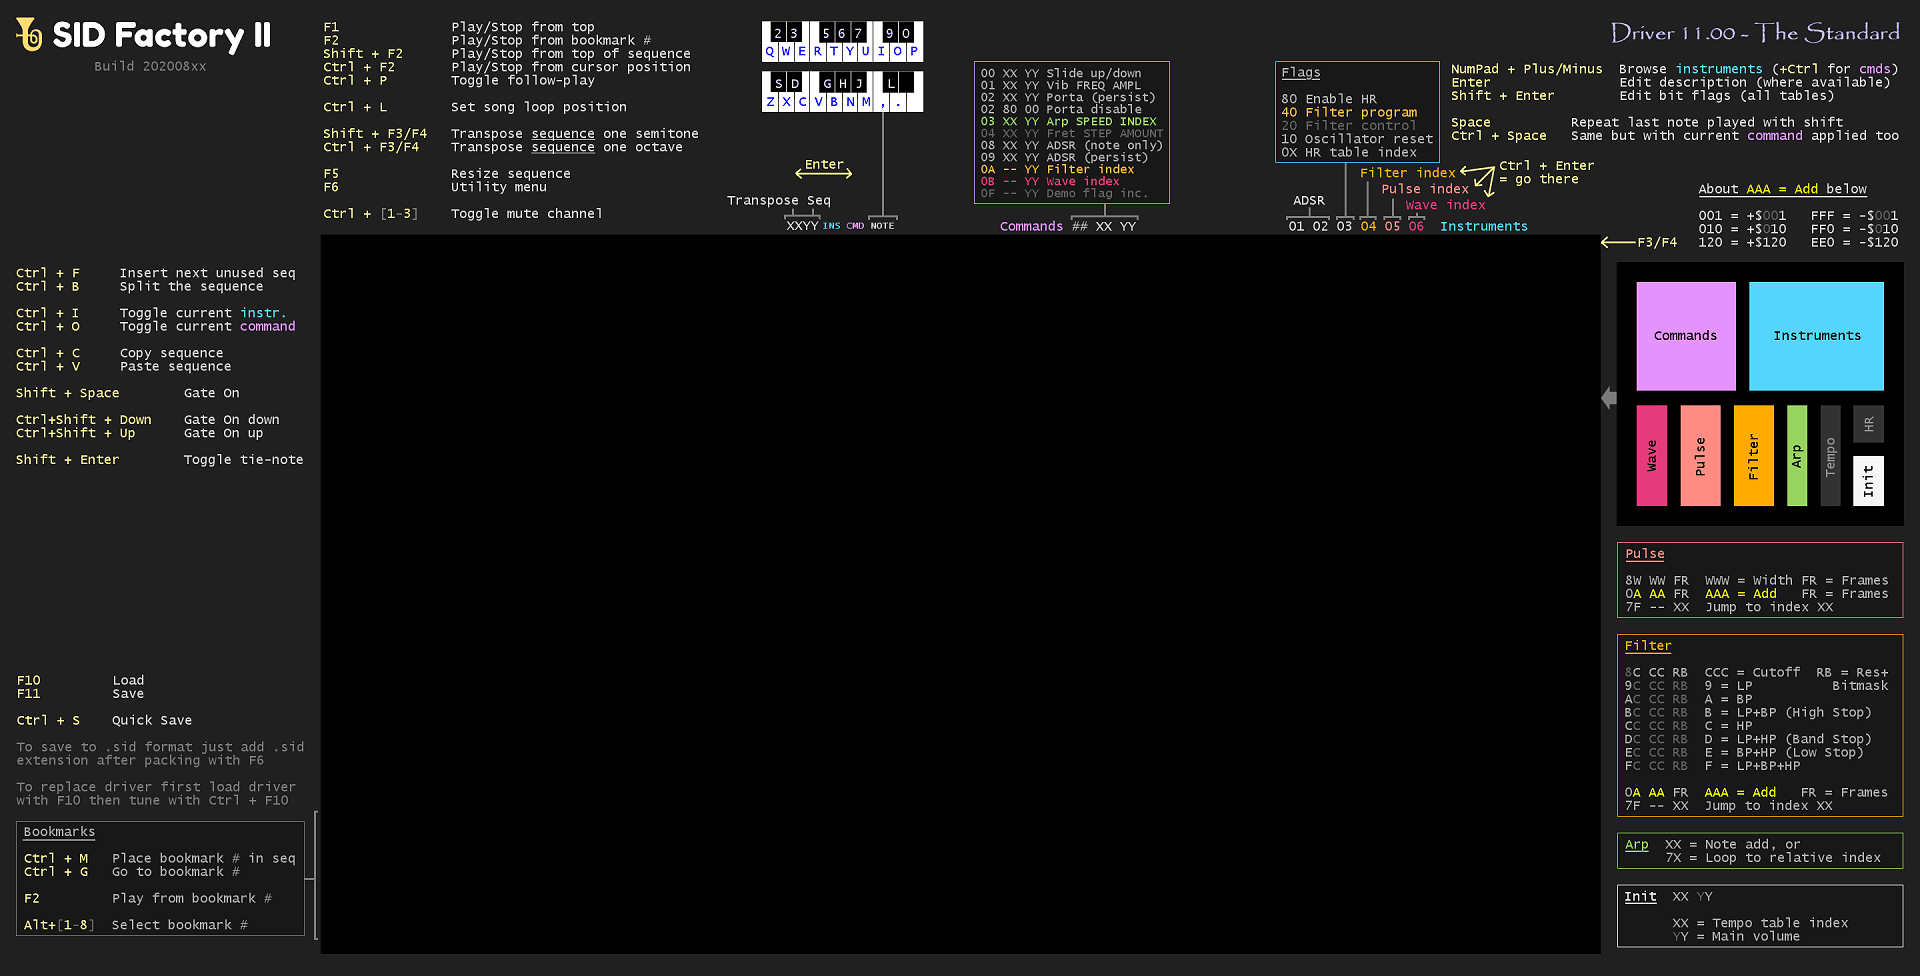 SID Factory II
Build 202008xx
F1 Play/Stop from top
F2 Play/Stop from bookmark #
Shift + F2 Play/Stop from top of sequence
Ctrl + F2 Play/Stop from cursor position
Ctrl + P Toggle follow-play
Ctrl + L Set song loop position
Shift + F3/F4 Transpose sequence one semitone
Ctrl + F3/F4 Transpose sequence one octave
F5 Resize sequence
F6 Utility menu
Ctrl + [1-3] Toggle mute channel
2 3 5 6 7 9 0
Q W E R T Y U I O P
S D G H J L
Z X C V B N M , .
Enter
Transpose Seq
XXYY INS CMD NOTE
00 XX YY Slide up/down
01 XX YY Vib FREQ AMPL
02 XX YY Porta (persist)
02 80 00 Porta disable
03 XX YY Arp SPEED INDEX
04 XX YY Fret STEP AMOUNT
08 XX YY ADSR (note only)
09 XX YY ADSR (persist)
0A -- YY Filter index
0B -- YY Wave index
0F -- YY Demo flag inc.
Commands ## XX YY
Flags
80 Enable HR
40 Filter program
20 Filter control
10 Oscillator reset
0X HR table index
Filter index
Pulse index
Wave index
ADSR
01 02 03 04 05 06 Instruments
Ctrl + Enter
= go there
Driver 11.00 - The Standard
NumPad + Plus/Minus Browse instruments (+Ctrl for cmds)
Enter Edit description (where available)
Shift + Enter Edit bit flags (all tables)
Space Repeat last note played with shift
Ctrl + Space Same but with current command applied too
About AAA = Add below
001 = +$001 FFF = -$001
010 = +$010 FF0 = -$010
120 = +$120 EE0 = -$120
F3/F4
Ctrl + F Insert next unused seq
Ctrl + B Split the sequence
Ctrl + I Toggle current instr.
Ctrl + O Toggle current command
Ctrl + C Copy sequence
Ctrl + V Paste sequence
Shift + Space Gate On
Ctrl+Shift + Down Gate On down
Ctrl+Shift + Up Gate On up
Shift + Enter Toggle tie-note
F10 Load
F11 Save
Ctrl + S Quick Save
To save to .sid format just add .sid
extension after packing with F6
To replace driver first load driver
with F10 then tune with Ctrl + F10
Bookmarks
Ctrl + M Place bookmark # in seq
Ctrl + G Go to bookmark #
F2 Play from bookmark #
Alt+[1-8] Select bookmark #
Commands
Instruments
Wave
Pulse
Filter
Arp
Tempo
HR
Init
Pulse
8W WW FR WWW = Width FR = Frames
0A AA FR AAA = Add FR = Frames
7F -- XX Jump to index XX
Filter
8C CC RB CCC = Cutoff RB = Res+
9C CC RB 9 = LP Bitmask
AC CC RB A = BP
BC CC RB B = LP+BP (High Stop)
CC CC RB C = HP
DC CC RB D = LP+HP (Band Stop)
EC CC RB E = BP+HP (Low Stop)
FC CC RB F = LP+BP+HP
0A AA FR AAA = Add FR = Frames
7F -- XX Jump to index XX
Arp XX = Note add, or
7X = Loop to relative index
Init XX YY
XX = Tempo table index
YY = Main volume